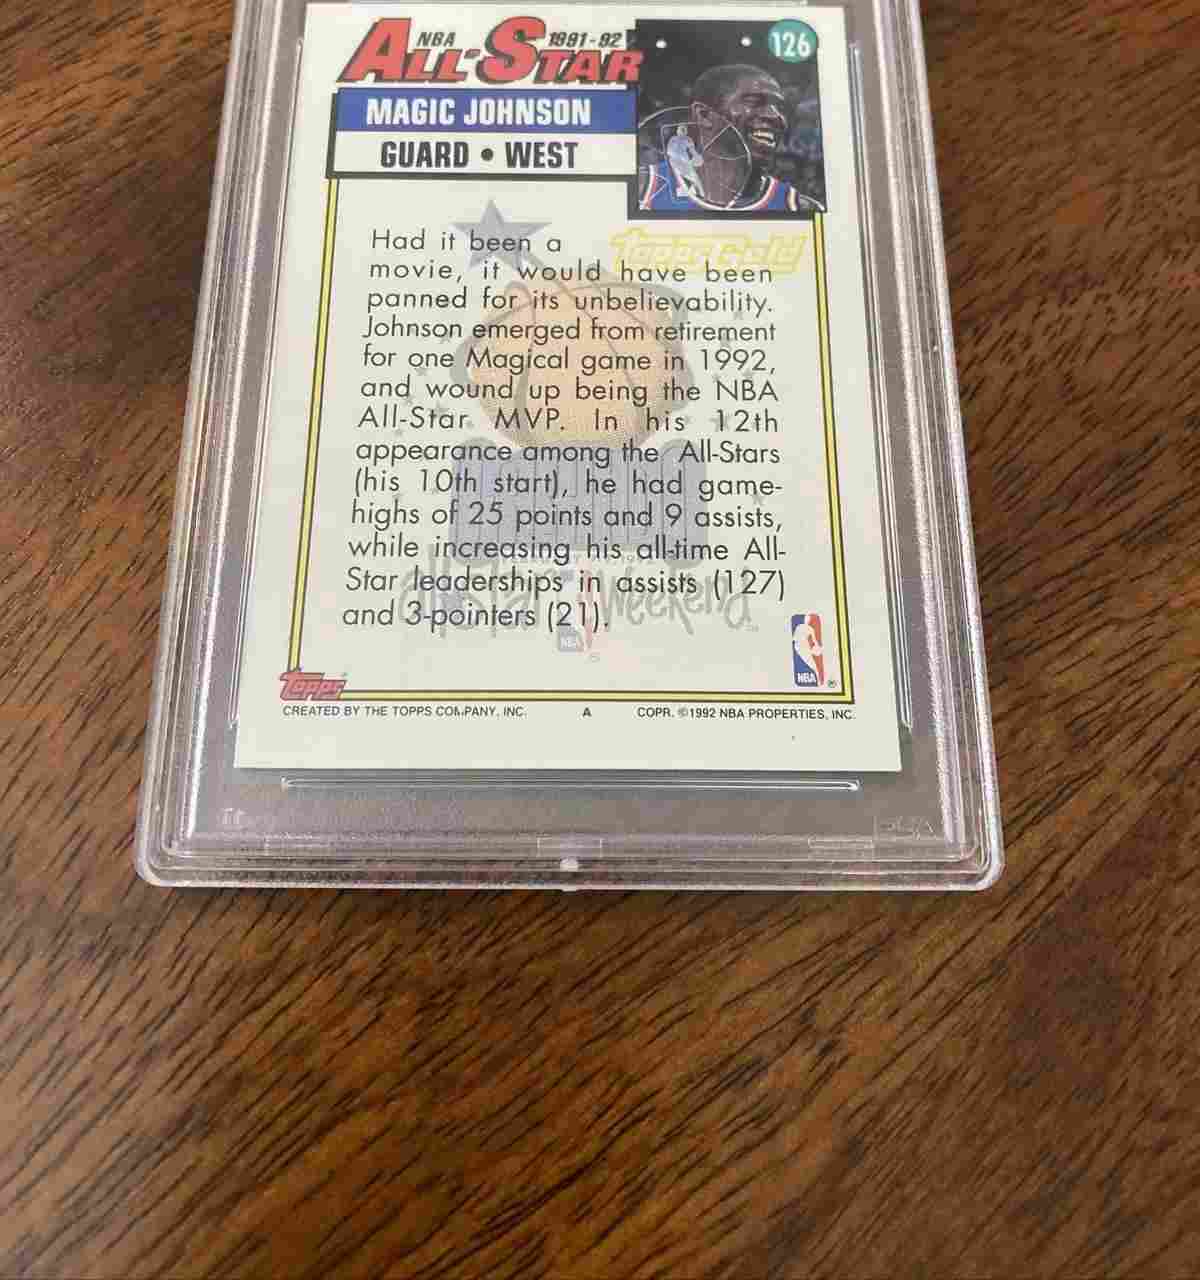 NBA 1991-92
ALL-STAR
126
MAGIC JOHNSON
GUARD • WEST
Topps Gold
Had it been a
movie, it would have been
panned for its unbelievability.
Johnson emerged from retirement
for one Magical game in 1992,
and wound up being the NBA
All-Star MVP. In his 12th
appearance among the All-Stars
(his 10th start), he had game-
highs of 25 points and 9 assists,
while increasing his all-time All-
Star leaderships in assists (127)
and 3-pointers (21).
all Star Weekend
NBA
NBA ®
Topps
CREATED BY THE TOPPS COMPANY, INC. A COPR. ©1992 NBA PROPERTIES, INC.
PSA